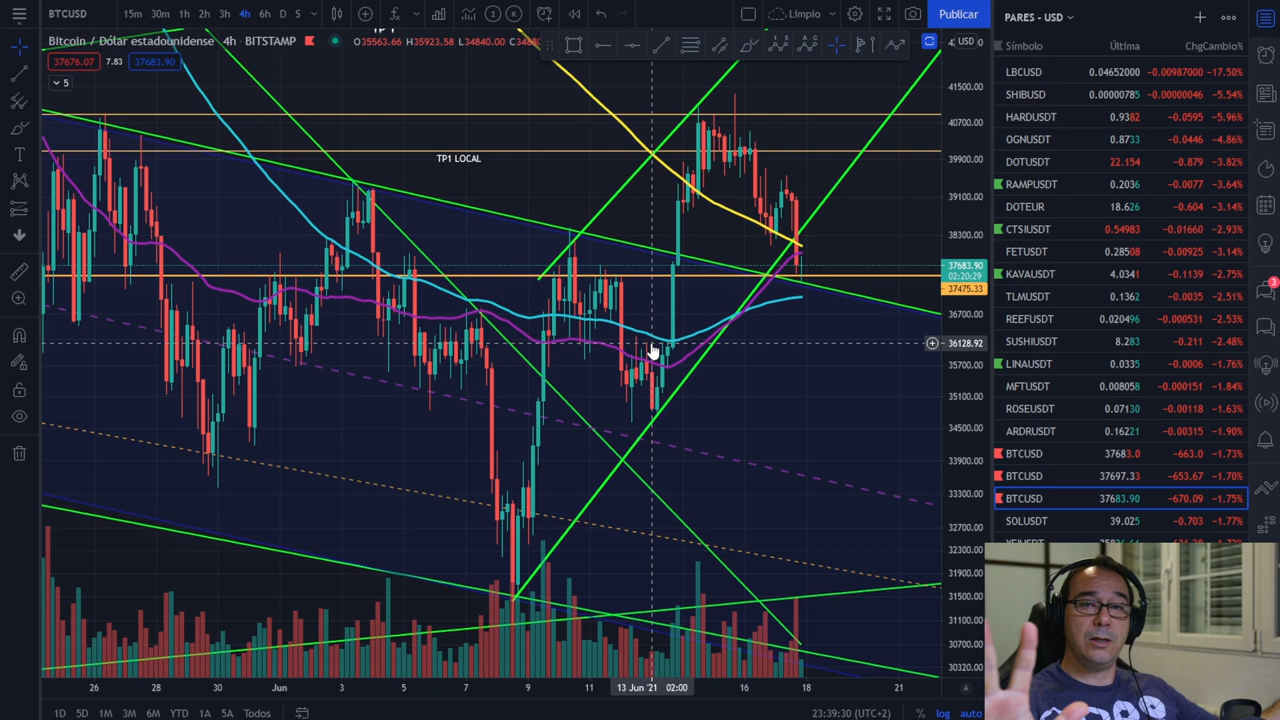 BTCUSD 15m 30m 1h 2h 3h 4h 6h D S 2 K Limpio Publicar
Bitcoin / Dólar estadounidense 4h BITSTAMP O35563.66 H35923.58 L34840.00
37676.07 7.83 37683.90
5
TP1 LOCAL
USD
41500.00
40700.00
39900.00
39100.00
38300.00
37683.90
02:20:29
37475.33
36700.00
36128.92
35700.00
35100.00
34500.00
33900.00
33300.00
32700.00
32300.00
31900.00
31500.00
31100.00
30700.00
30320.00
26 28 30 Jun 3 5 7 9 11 13 Jun '21 02:00 16 18 21 A
1D 5D 1M 3M 6M YTD 1A 5A Todos 23:39:30 (UTC+2) % log auto
PARES - USD
Símbolo Última ChgCambio%
LBCUSD 0.04652000 -0.00987000 -17.50%
SHIBUSD 0.00000785 -0.00000046 -5.54%
HARDUSDT 0.9382 -0.0595 -5.96%
OGNUSDT 0.8733 -0.0446 -4.86%
DOTUSDT 22.154 -0.879 -3.82%
RAMPUSDT 0.2036 -0.0077 -3.64%
DOTEUR 18.626 -0.604 -3.14%
CTSIUSDT 0.54983 -0.01660 -2.93%
FETUSDT 0.28508 -0.00925 -3.14%
KAVAUSDT 4.0341 -0.1139 -2.75%
TLMUSDT 0.1362 -0.0035 -2.51%
REEFUSDT 0.020496 -0.000531 -2.53%
SUSHIUSDT 8.283 -0.211 -2.48%
LINAUSDT 0.0335 -0.0006 -1.76%
MFTUSDT 0.008058 -0.000151 -1.84%
ROSEUSDT 0.07130 -0.00119 -1.63%
ARDRUSDT 0.16221 -0.00315 -1.90%
BTCUSD 37683.0 -663.0 -1.73%
BTCUSD 37697.33 -653.67 -1.70%
BTCUSD 37683.90 -670.09 -1.75%
SOLUSDT 39.025 -0.703 -1.77%
3